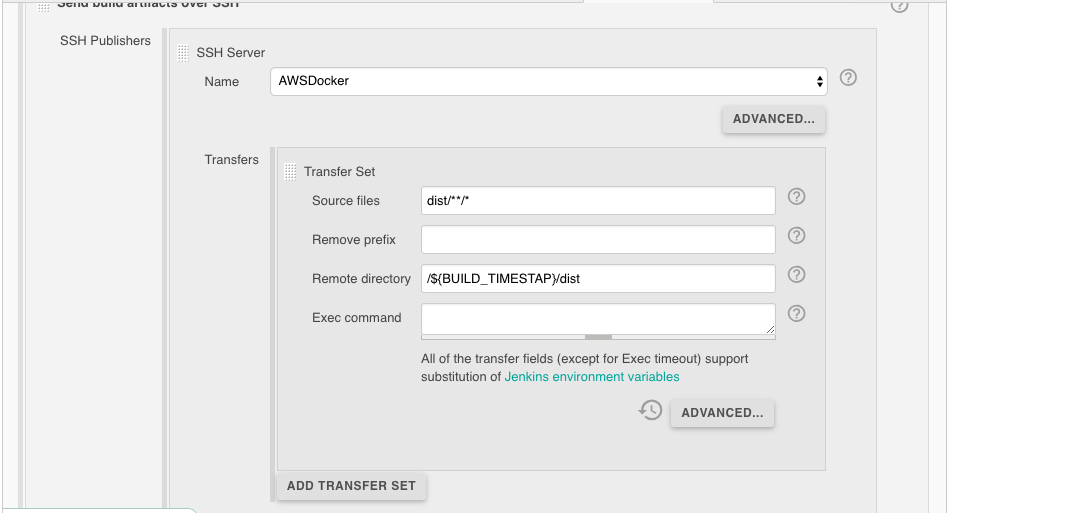 Send build artifacts over SSH
SSH Publishers
SSH Server
Name
AWSDocker
ADVANCED...
Transfers
Transfer Set
Source files
dist/**/*
Remove prefix
Remote directory
/${BUILD_TIMESTAP}/dist
Exec command
All of the transfer fields (except for Exec timeout) support
substitution of Jenkins environment variables
ADVANCED...
ADD TRANSFER SET